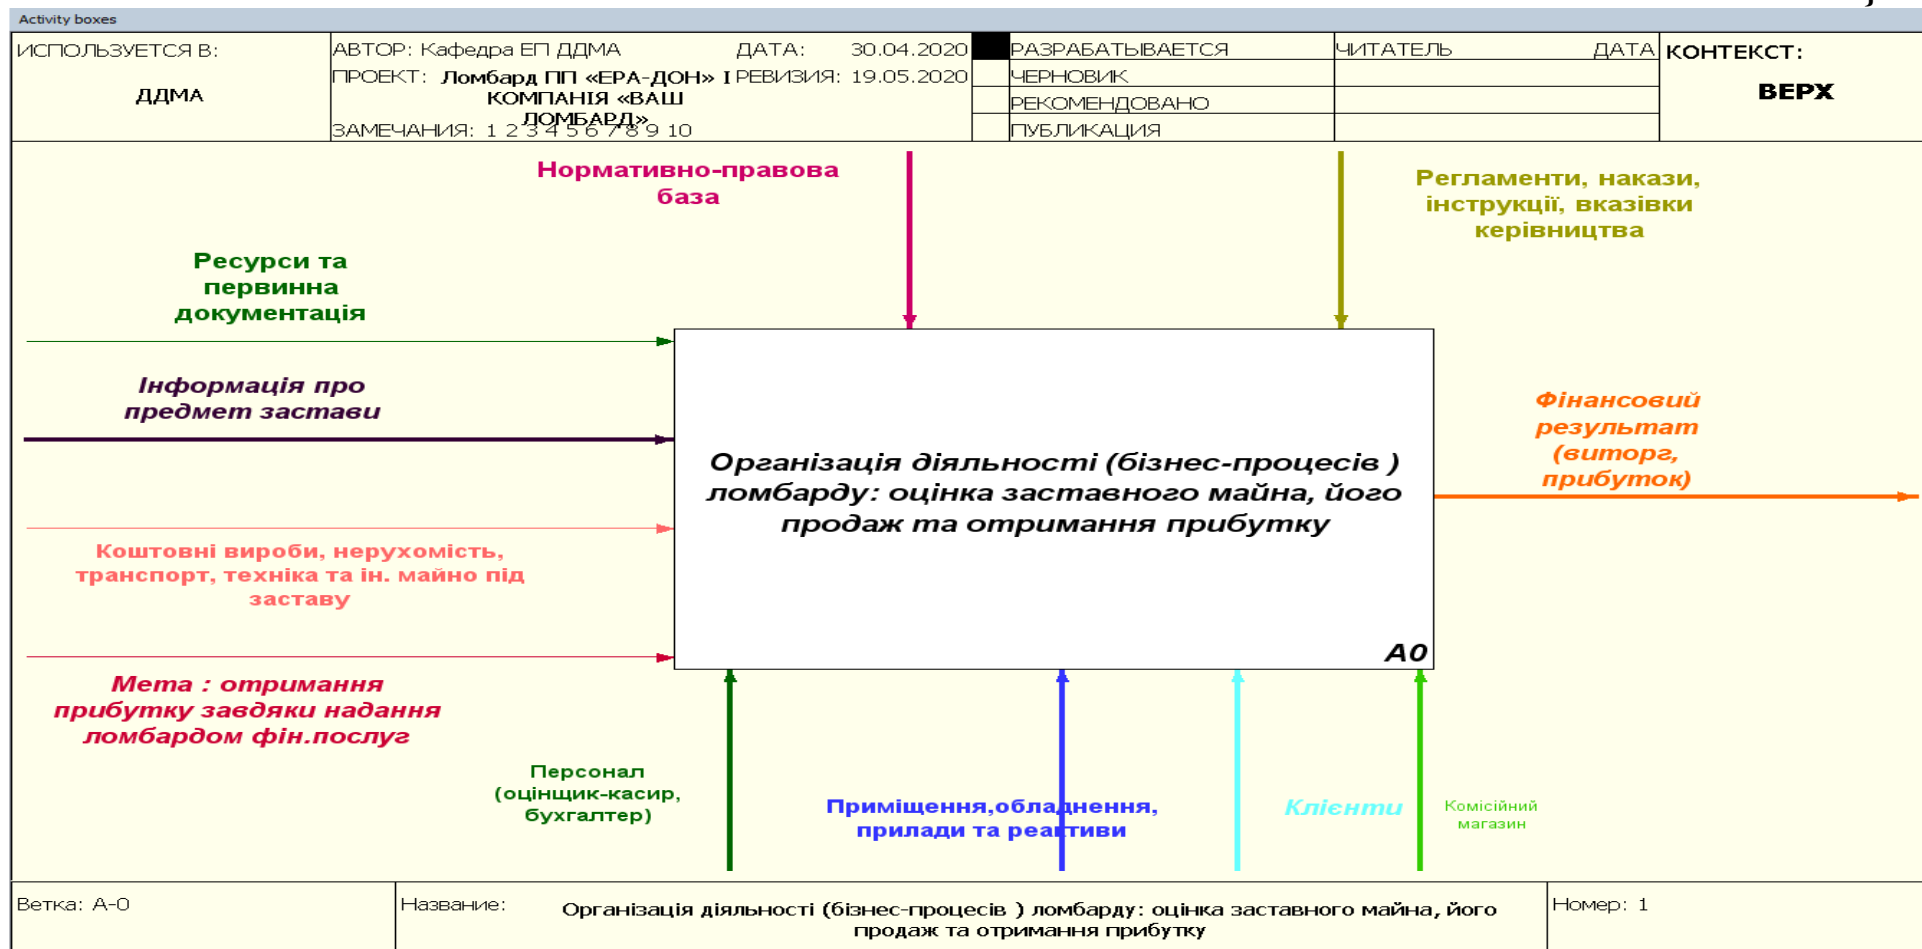 Activity boxes
ИСПОЛЬЗУЕТСЯ В:
ДДМА
АВТОР: Кафедра ЕП ДДМА
ДАТА: 30.04.2020
ПРОЕКТ: Ломбард ПП «ЕРА-ДОН» І
КОМПАНІЯ «ВАШ
ЛОМБАРД»
РЕВИЗИЯ: 19.05.2020
ЗАМЕЧАНИЯ: 1 2 3 4 5 6 7 8 9 10
РАЗРАБАТЫВАЕТСЯ
ЧЕРНОВИК
РЕКОМЕНДОВАНО
ПУБЛИКАЦИЯ
ЧИТАТЕЛЬ
ДАТА
КОНТЕКСТ:
ВЕРХ
Нормативно-правова
база
Регламенти, накази,
інструкції, вказівки
керівництва
Ресурси та
первинна
документація
Інформація про
предмет застави
Коштовні вироби, нерухомість,
транспорт, техніка та ін. майно під
заставу
Мета : отримання
прибутку завдяки надання
ломбардом фін.послуг
Організація діяльності (бізнес-процесів )
ломбарду: оцінка заставного майна, його
продаж та отримання прибутку
A0
Фінансовий
результат
(виторг,
прибуток)
Персонал
(оцінщик-касир,
бухгалтер)
Приміщення,обладнення,
прилади та реактиви
Клієнти
Комісійний
магазин
Ветка: A-0
Название:
Організація діяльності (бізнес-процесів ) ломбарду: оцінка заставного майна, його
продаж та отримання прибутку
Номер: 1